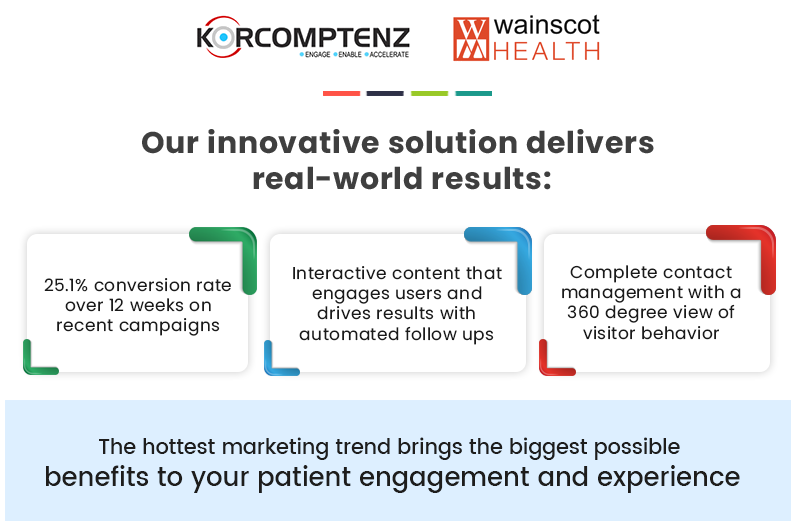 KORCOMPTENZ
ENGAGE ENABLE ACCELERATE
W M
wainscot
HEALTH
Our innovative solution delivers
real-world results:
25.1% conversion rate
over 12 weeks on
recent campaigns
Interactive content that
engages users and
drives results with
automated follow ups
Complete contact
management with a
360 degree view of
visitor behavior
The hottest marketing trend brings the biggest possible
benefits to your patient engagement and experience